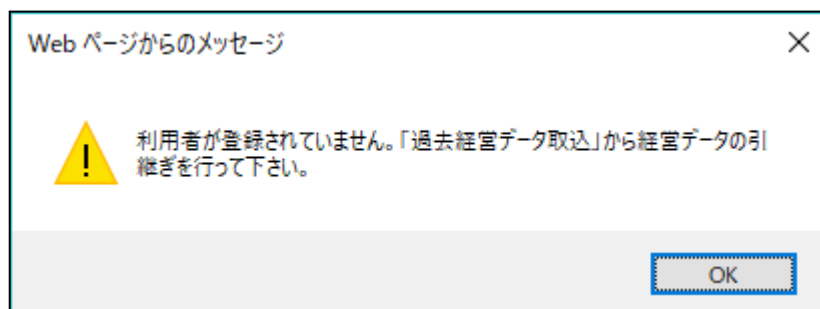 Web ページからのメッセージ
利用者が登録されていません。「過去経営データ取込」から経営データの引
継ぎを行って下さい。
OK